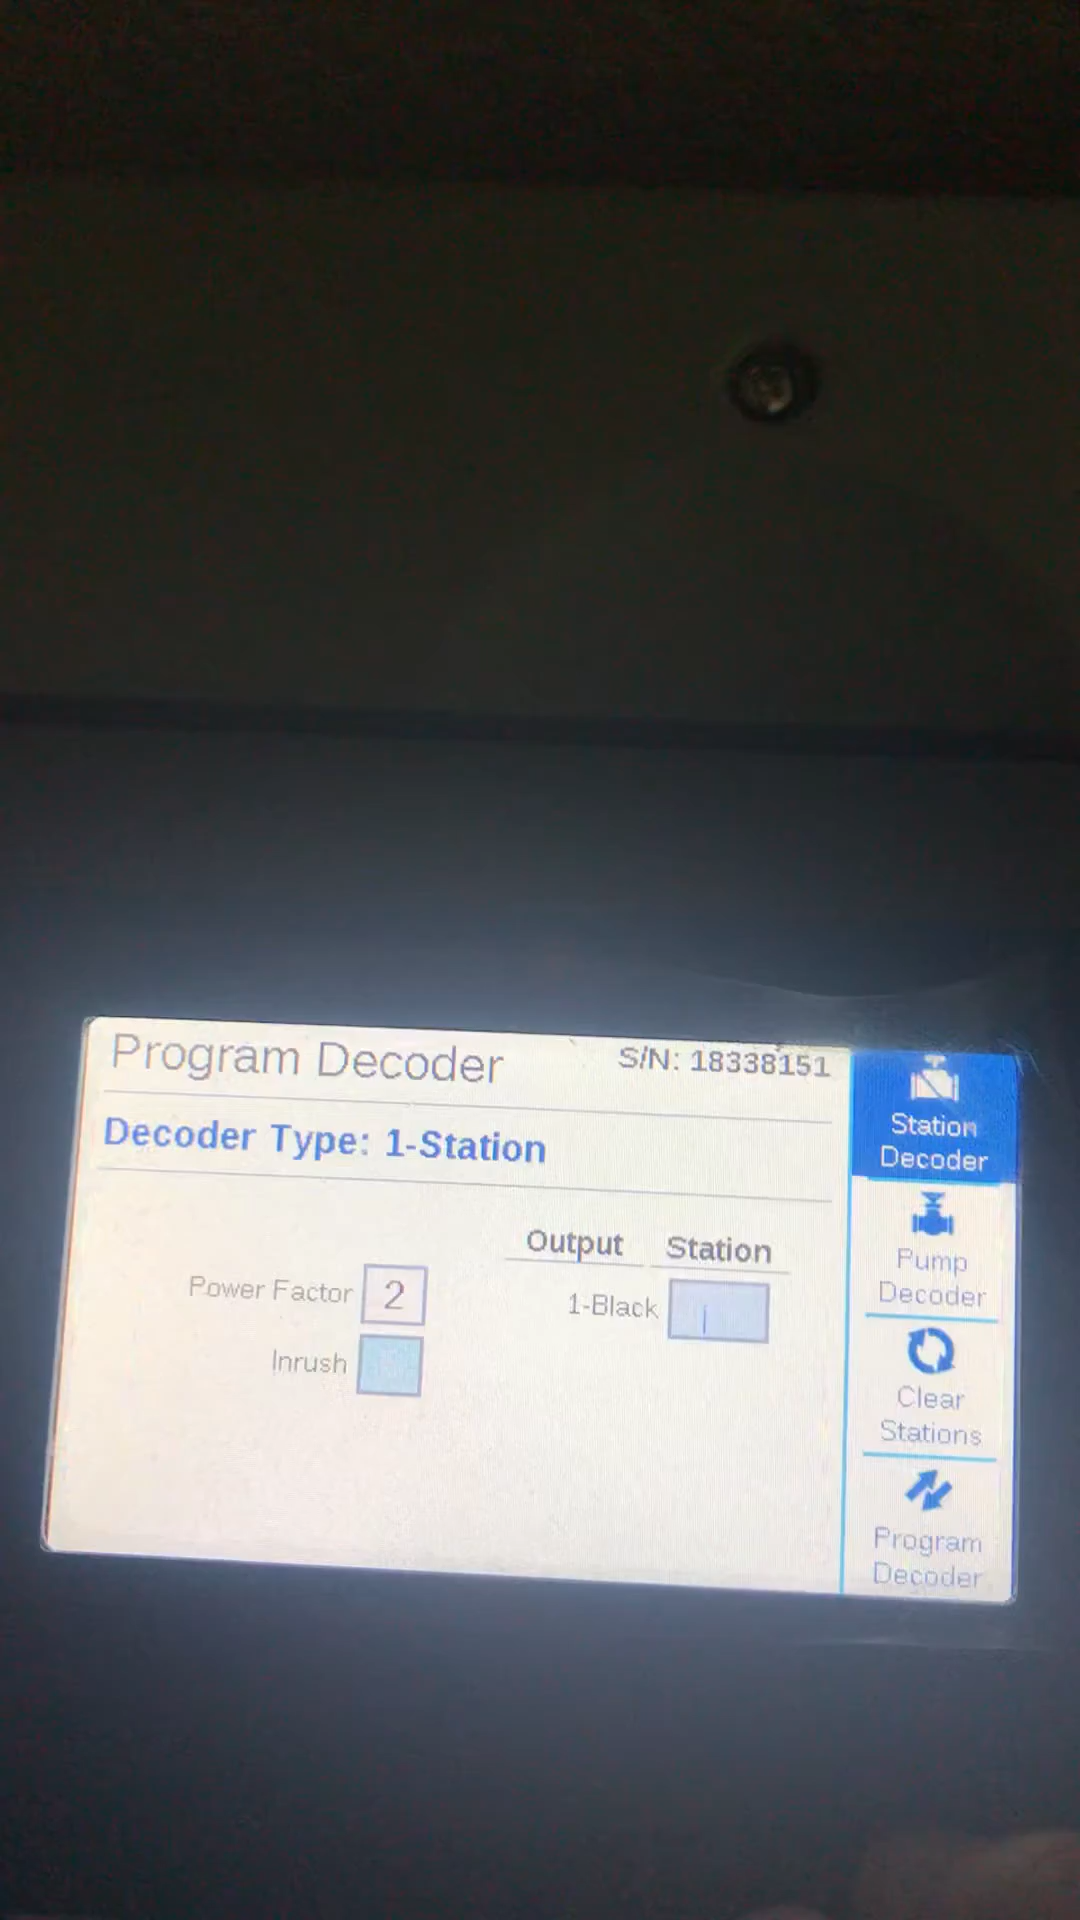 Program Decoder
S/N: 18338151
Decoder Type: 1-Station
Output Station
Power Factor 2
1-Black
Inrush
Station
Decoder
Pump
Decoder
Clear
Stations
Program
Decoder